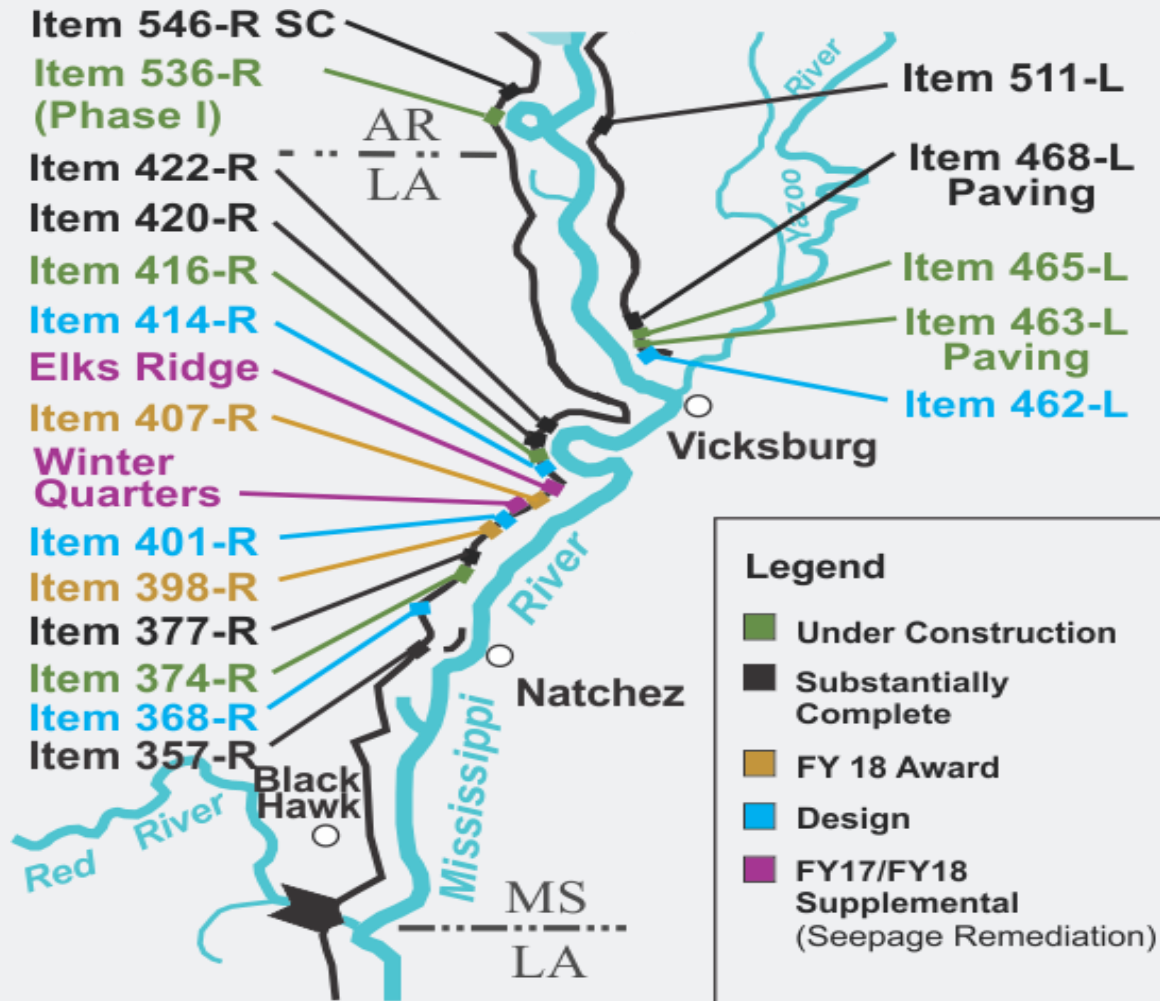 Item 546-R SC
Item 536-R
(Phase I)
Item 422-R
Item 420-R
Item 416-R
Item 414-R
Elks Ridge
Item 407-R
Winter
Quarters
Item 401-R
Item 398-R
Item 377-R
Item 374-R
Item 368-R
Item 357-R
AR
LA
River
Yazoo
Item 511-L
Item 468-L
Paving
Item 465-L
Item 463-L
Paving
Item 462-L
Vicksburg
River
Natchez
Mississippi
Black
Hawk
Red River
MS
LA
Legend
Under Construction
Substantially
Complete
FY 18 Award
Design
FY17/FY18
Supplemental
(Seepage Remediation)